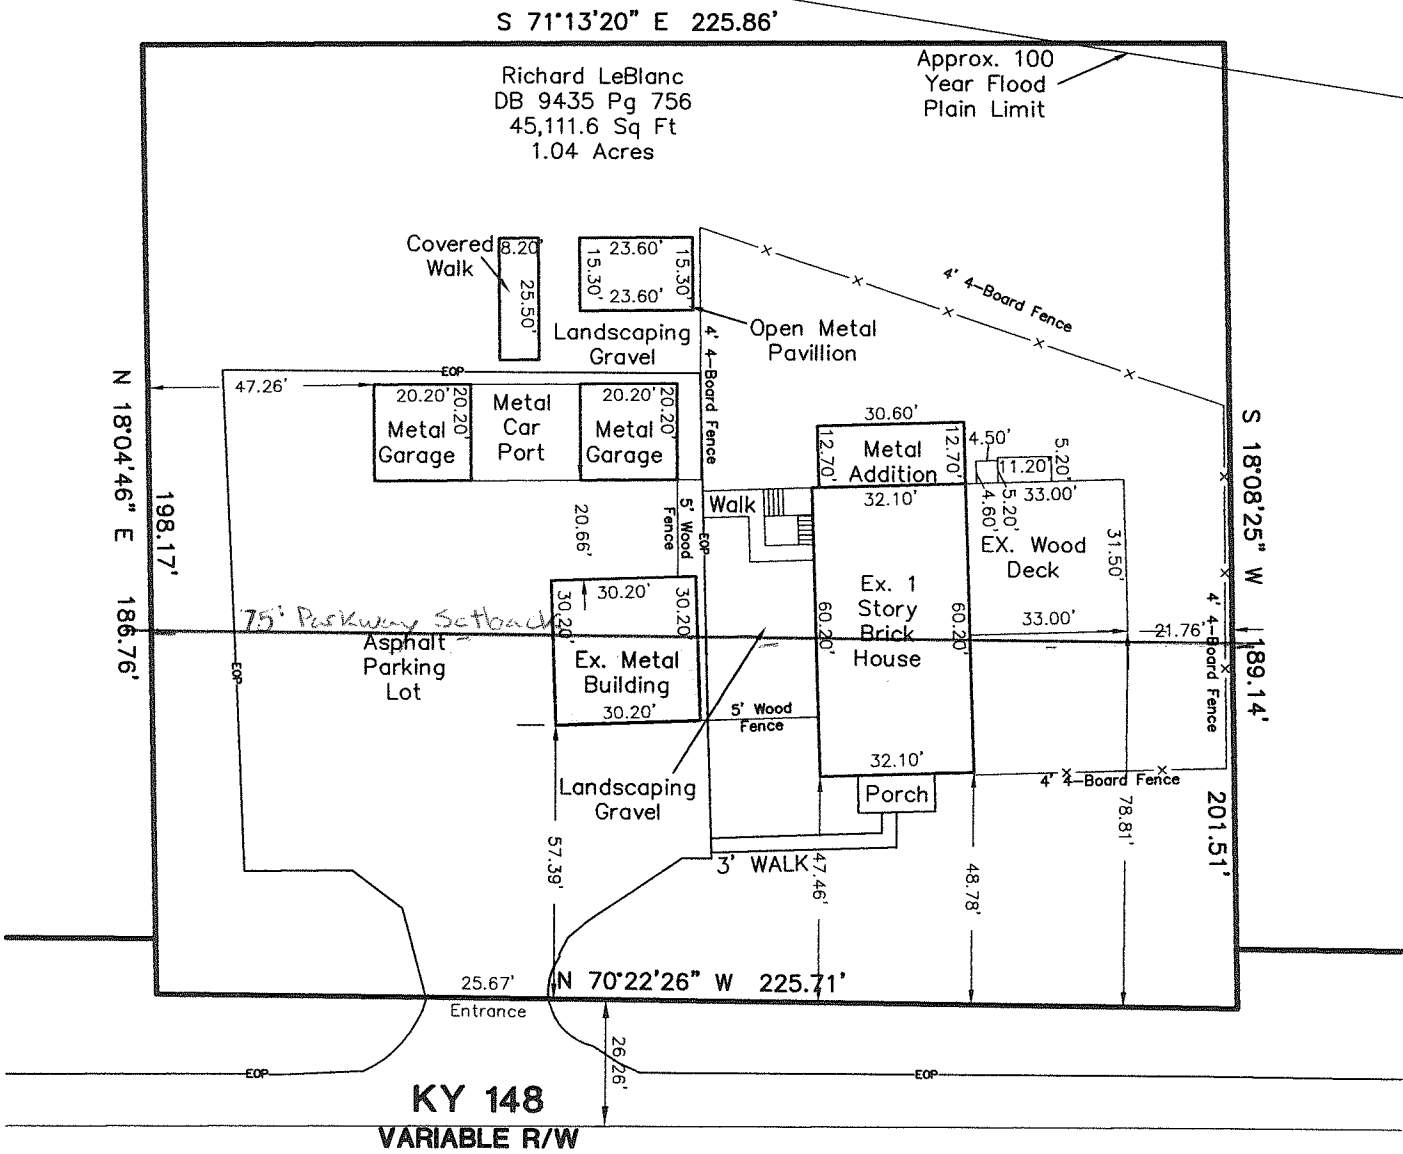 S 71°13'20" E 225.86'
Richard LeBlanc
DB 9435 Pg 756
45,111.6 Sq Ft
1.04 Acres
Approx. 100
Year Flood
Plain Limit
Covered
Walk
8.20'
25.50'
23.60'
15.30'
15.30'
23.60'
Landscaping
Gravel
Open Metal
Pavillion
4' 4-Board Fence
4' 4-Board Fence
EOP
47.26'
20.20'
20.20'
Metal
Garage
Metal
Car
Port
20.20'
20.20'
Metal
Garage
N 18°04'46" E
198.17'
186.76'
30.60'
12.70'
12.70'
Metal
Addition
4.50'
11.20'
5.20'
4.60'
5.20'
33.00'
S 18°08'25" W
189.14'
201.51'
Walk
32.10'
5' Wood
Fence
EOP
20.66'
EX. Wood
Deck
31.50'
Ex. 1
Story
Brick
House
60.20'
60.20'
33.00'
21.76'
4' 4-Board Fence
75' Parkway Setback
Asphalt
Parking
Lot
EOP
30.20'
30.20'
30.20'
Ex. Metal
Building
30.20'
5' Wood
Fence
32.10'
Porch
4' 4-Board Fence
Landscaping
Gravel
3' WALK
57.39'
47.46'
48.78'
78.81'
25.67'
Entrance
N 70°22'26" W 225.71'
26.26'
EOP
EOP
KY 148
VARIABLE R/W